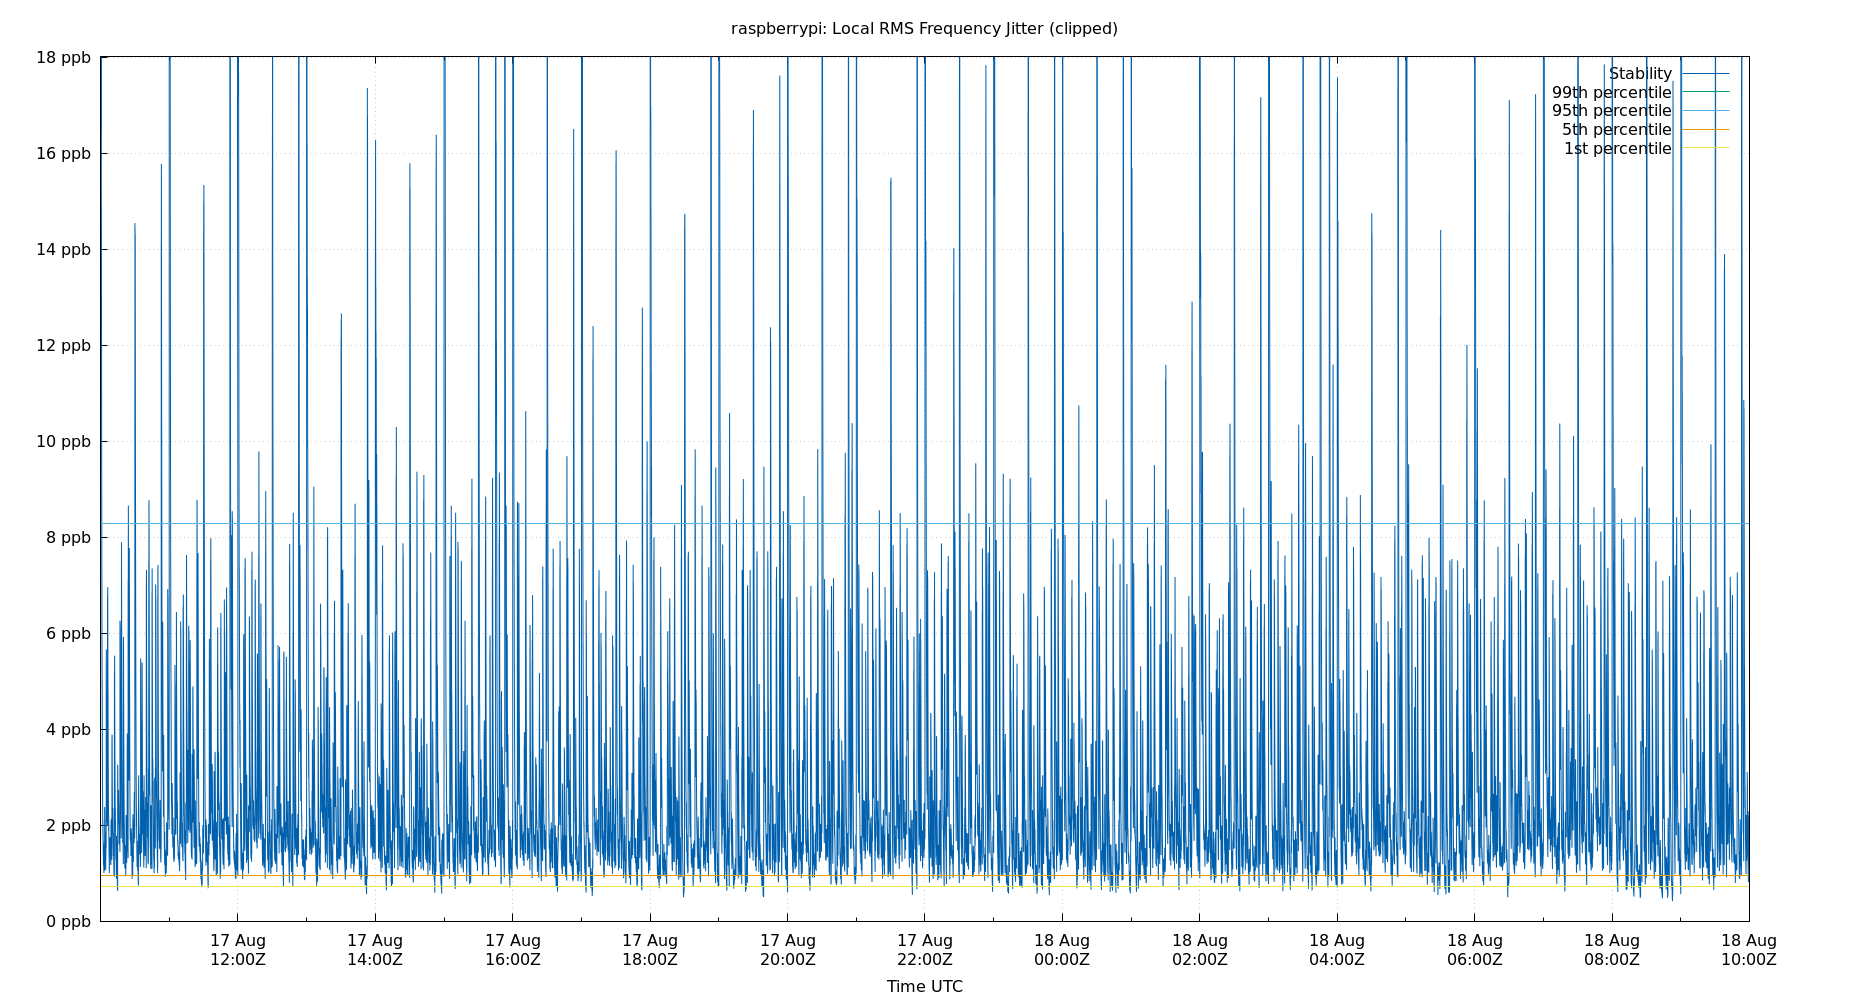 raspberrypi: Local RMS Frequency Jitter (clipped)
18 ppb
16 ppb
14 ppb
12 ppb
10 ppb
8 ppb
6 ppb
4 ppb
2 ppb
0 ppb
Stability
99th percentile
95th percentile
5th percentile
1st percentile
17 Aug 17 Aug 17 Aug 17 Aug 17 Aug 17 Aug 18 Aug 18 Aug 18 Aug 18 Aug 18 Aug 18 Aug
12:00Z 14:00Z 16:00Z 18:00Z 20:00Z 22:00Z 00:00Z 02:00Z 04:00Z 06:00Z 08:00Z 10:00Z
Time UTC